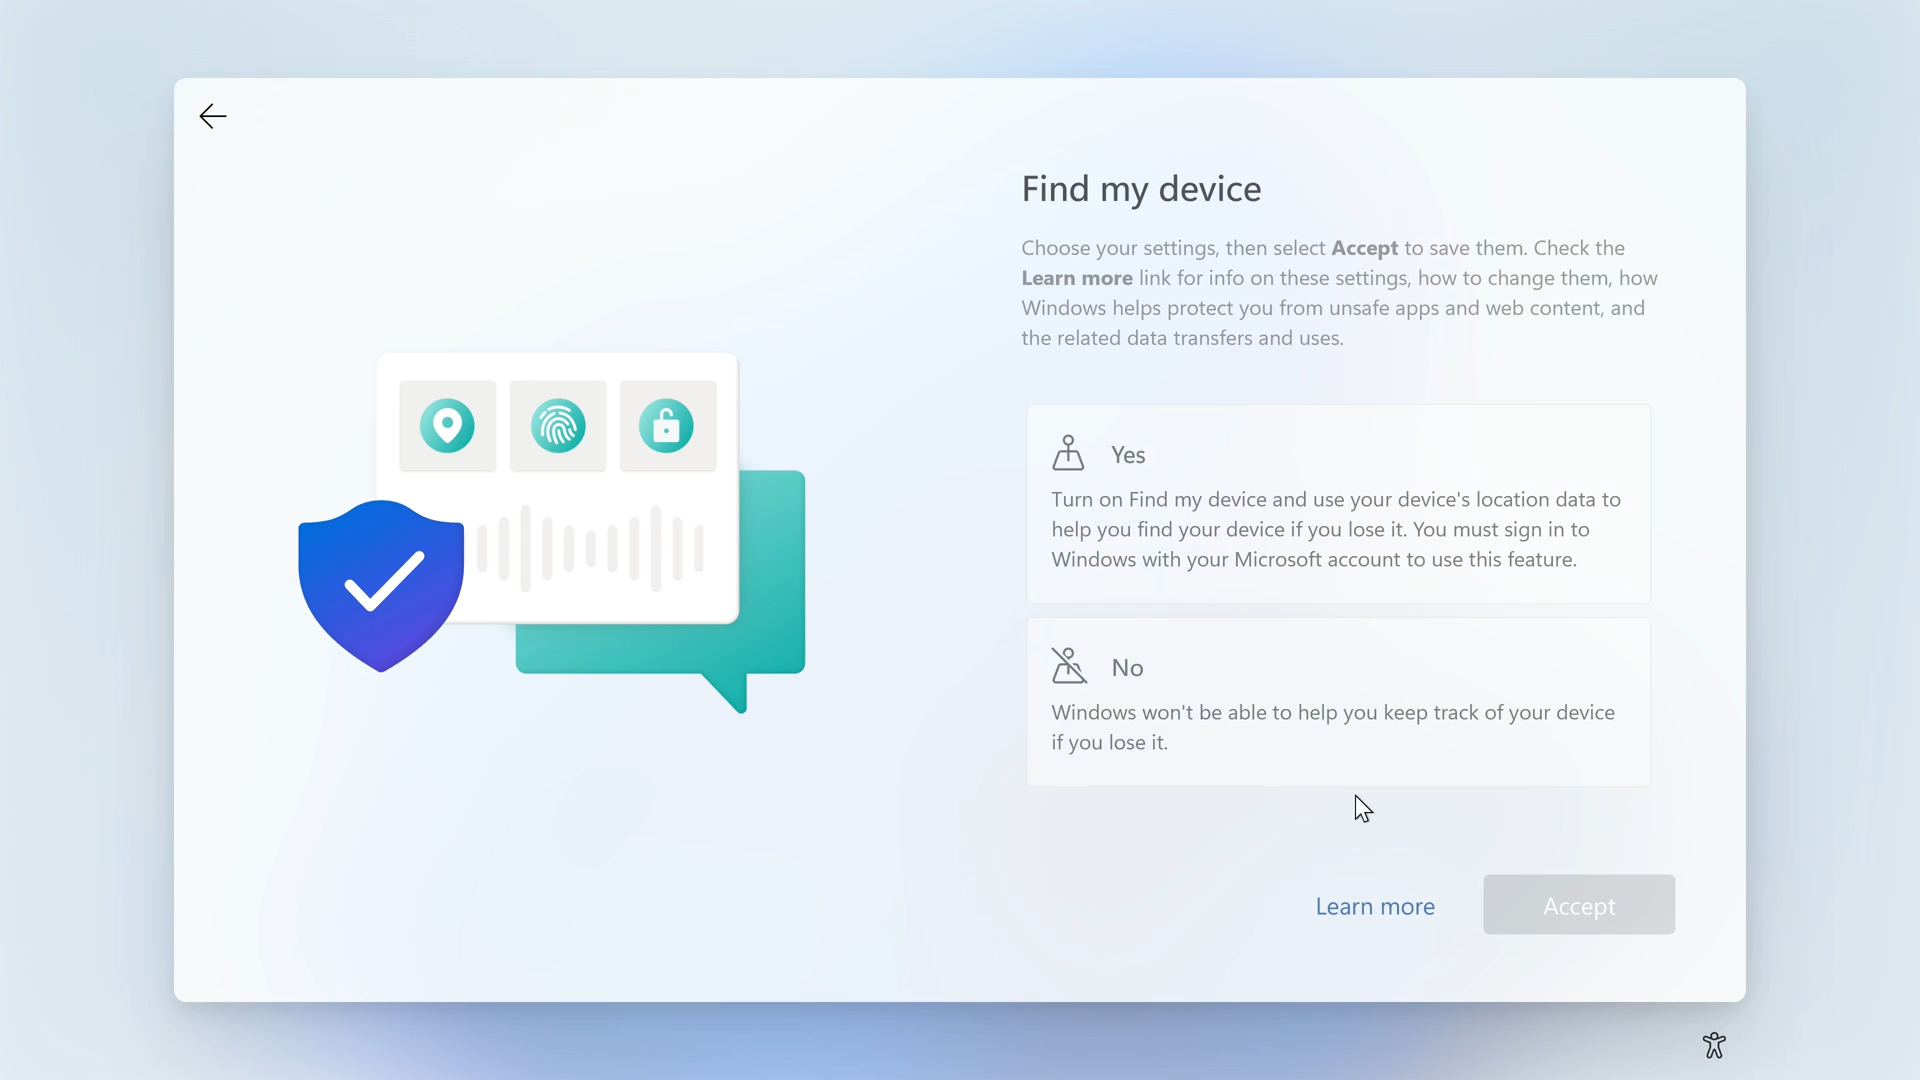 Find my device
Choose your settings, then select Accept to save them. Check the
Learn more link for info on these settings, how to change them, how
Windows helps protect you from unsafe apps and web content, and
the related data transfers and uses.
Yes
Turn on Find my device and use your device's location data to
help you find your device if you lose it. You must sign in to
Windows with your Microsoft account to use this feature.
No
Windows won't be able to help you keep track of your device
if you lose it.
Learn more
Accept